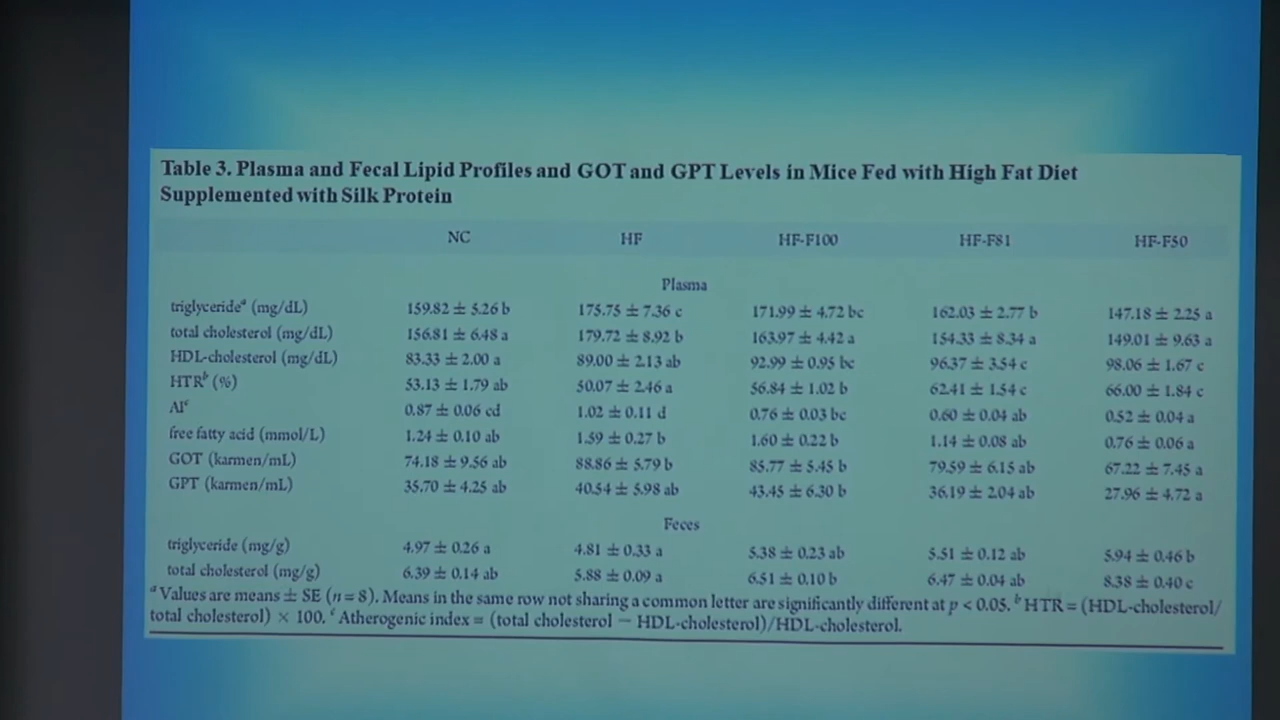 Table 3. Plasma and Fecal Lipid Profiles and GOT and GPT Levels in Mice Fed with High Fat Diet
Supplemented with Silk Protein
NC HF HF-F100 HF-F81 HF-F50
Plasma
triglycerideᵃ (mg/dL) 159.82 ± 5.26 b 175.75 ± 7.36 c 171.99 ± 4.72 bc 162.03 ± 2.77 b 147.18 ± 2.25 a
total cholesterol (mg/dL) 156.81 ± 6.48 a 179.72 ± 8.92 b 163.97 ± 4.42 a 154.33 ± 8.34 a 149.01 ± 9.63 a
HDL-cholesterol (mg/dL) 83.33 ± 2.00 a 89.00 ± 2.13 ab 92.99 ± 0.95 bc 96.37 ± 3.54 c 98.06 ± 1.67 c
HTRᵇ (%) 53.13 ± 1.79 ab 50.07 ± 2.46 a 56.84 ± 1.02 b 62.41 ± 1.54 c 66.00 ± 1.84 c
AIᶜ 0.87 ± 0.06 cd 1.02 ± 0.11 d 0.76 ± 0.03 bc 0.60 ± 0.04 ab 0.52 ± 0.04 a
free fatty acid (mmol/L) 1.24 ± 0.10 ab 1.59 ± 0.27 b 1.60 ± 0.22 b 1.14 ± 0.08 ab 0.76 ± 0.06 a
GOT (karmen/mL) 74.18 ± 9.56 ab 88.86 ± 5.79 b 85.77 ± 5.45 b 79.59 ± 6.15 ab 67.22 ± 7.45 a
GPT (karmen/mL) 35.70 ± 4.25 ab 40.54 ± 5.98 ab 43.45 ± 6.30 b 36.19 ± 2.04 ab 27.96 ± 4.72 a
Feces
triglyceride (mg/g) 4.97 ± 0.26 a 4.81 ± 0.33 a 5.38 ± 0.23 ab 5.51 ± 0.12 ab 5.94 ± 0.46 b
total cholesterol (mg/g) 6.39 ± 0.14 ab 5.88 ± 0.09 a 6.51 ± 0.10 b 6.47 ± 0.04 ab 8.38 ± 0.40 c
ᵃ Values are means ± SE (n = 8). Means in the same row not sharing a common letter are significantly different at p < 0.05. ᵇ HTR = (HDL-cholesterol/
total cholesterol) × 100. ᶜ Atherogenic index = (total cholesterol − HDL-cholesterol)/HDL-cholesterol.